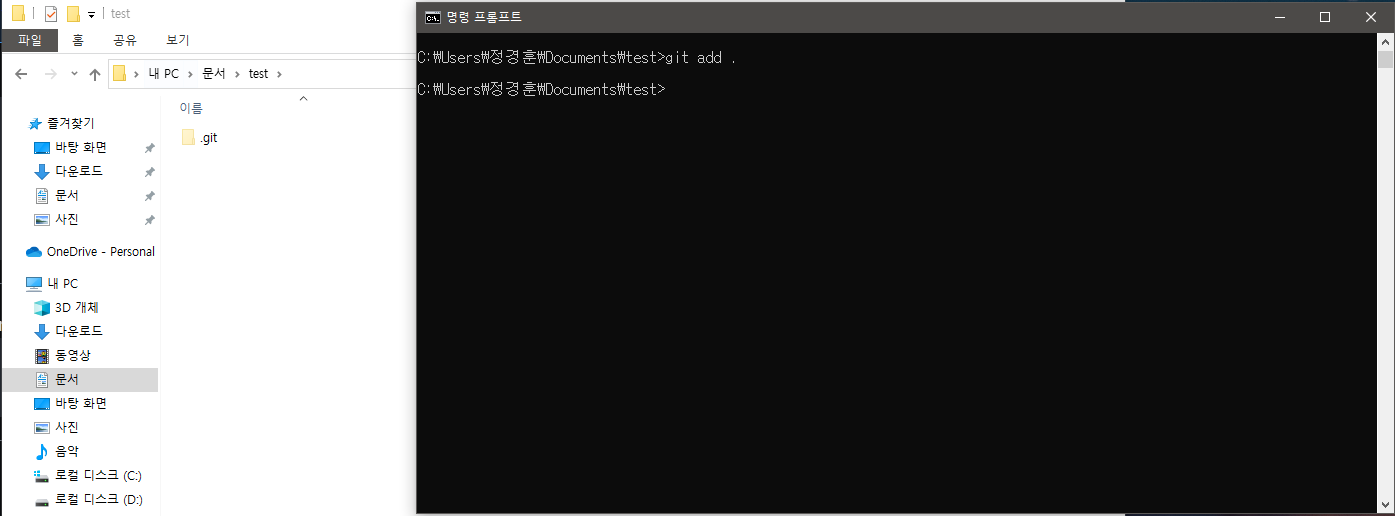 test
파일 홈 공유 보기
내 PC 문서 test
이름
.git
즐겨찾기
바탕 화면
다운로드
문서
사진
OneDrive - Personal
내 PC
3D 개체
다운로드
동영상
문서
바탕 화면
사진
음악
로컬 디스크 (C:)
로컬 디스크 (D:)
명령 프롬프트
C:₩Users₩정경훈₩Documents₩test>git add .
C:₩Users₩정경훈₩Documents₩test>